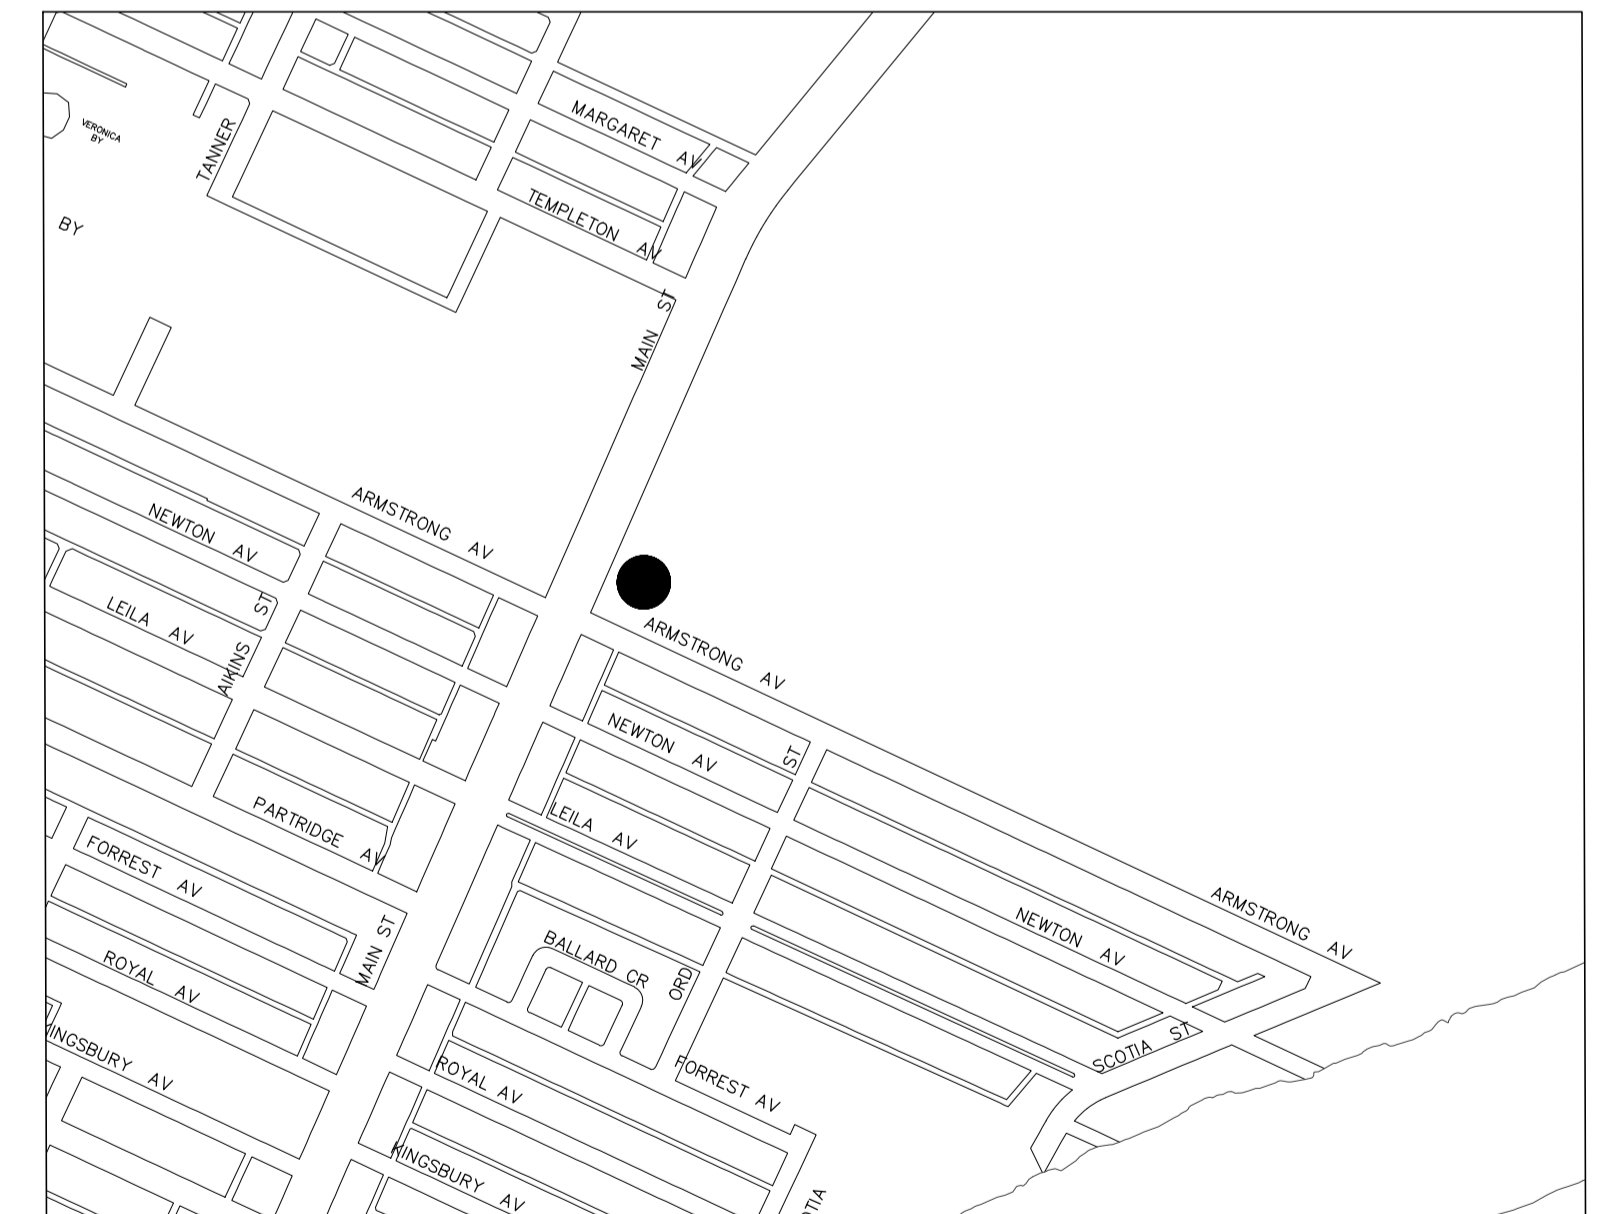 MARGARET AV
VERONICA
BY
TANNER
TEMPLETON AV
BY
MAIN ST
ARMSTRONG AV
NEWTON AV
LEILA AV
AIKINS ST
ARMSTRONG AV
NEWTON AV
ST
PARTRIDGE AV
LEILA AV
FORREST AV
ARMSTRONG AV
NEWTON AV
MAIN ST
BALLARD CR
ORD
ROYAL AV
SCOTIA ST
KINGSBURY AV
ROYAL AV
FORREST AV
KINGSBURY AV
OTIA